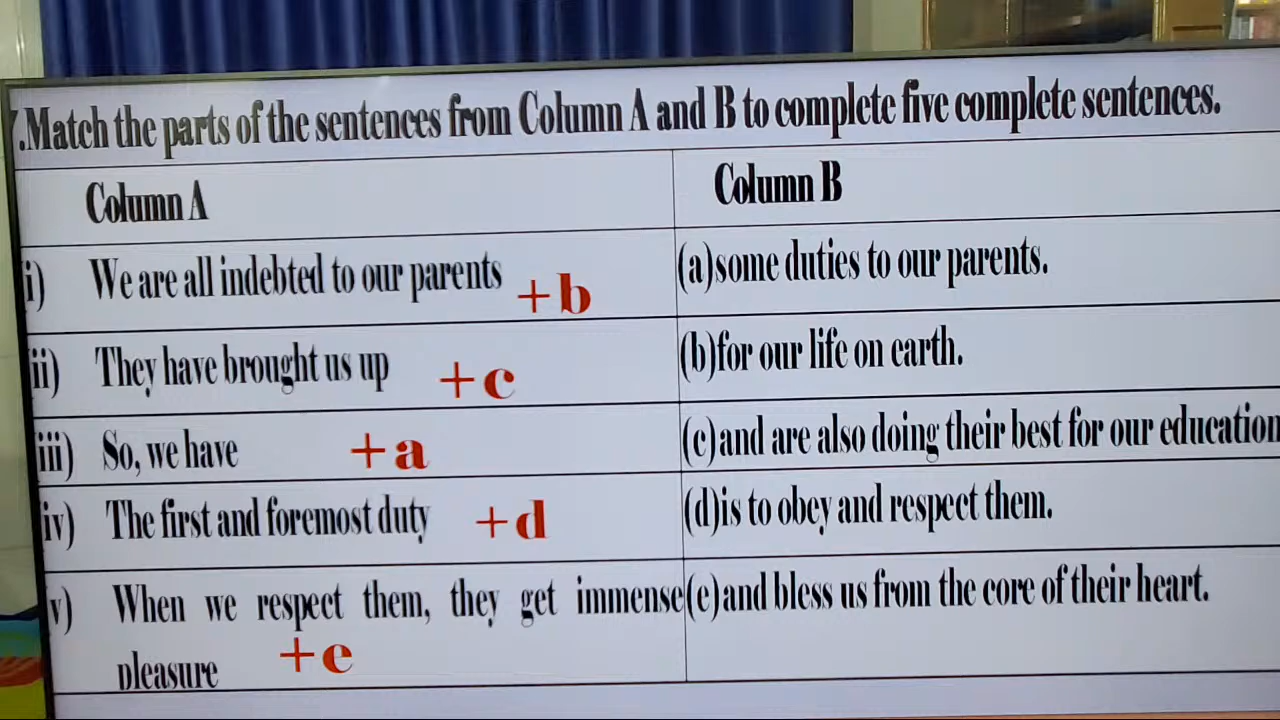 .Match the parts of the sentences from Column A and B to complete five complete sentences.
Column A Column B
i) We are all indebted to our parents +b (a)some duties to our parents.
ii) They have brought us up +c (b)for our life on earth.
iii) So, we have +a (c)and are also doing their best for our education
iv) The first and foremost duty +d (d)is to obey and respect them.
v) When we respect them, they get immense (e)and bless us from the core of their heart.
pleasure +e